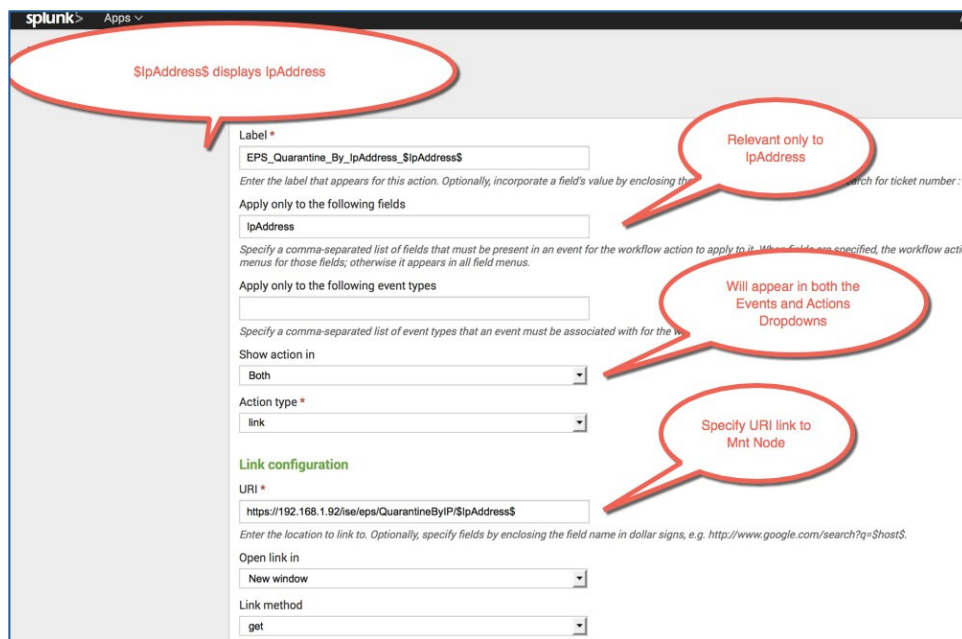 splunk> Apps
$IpAddress$ displays IpAddress
Label *
EPS_Quarantine_By_IpAddress_$IpAddress$
Relevant only to
IpAddress
Enter the label that appears for this action. Optionally, incorporate a field's value by enclosing the arch for ticket number :
Apply only to the following fields
IpAddress
Specify a comma-separated list of fields that must be present in an event for the workflow action to apply to it. When fields are specified, the workflow acti
menus for those fields; otherwise it appears in all field menus.
Apply only to the following event types
Will appear in both the
Events and Actions
Dropdowns
Specify a comma-separated list of event types that an event must be associated with for the w
Show action in
Both
Action type *
link
Specify URI link to
Mnt Node
Link configuration
URI *
https://192.168.1.92/ise/eps/QuarantineByIP/$IpAddress$
Enter the location to link to. Optionally, specify fields by enclosing the field name in dollar signs, e.g. http://www.google.com/search?q=$host$.
Open link in
New window
Link method
get